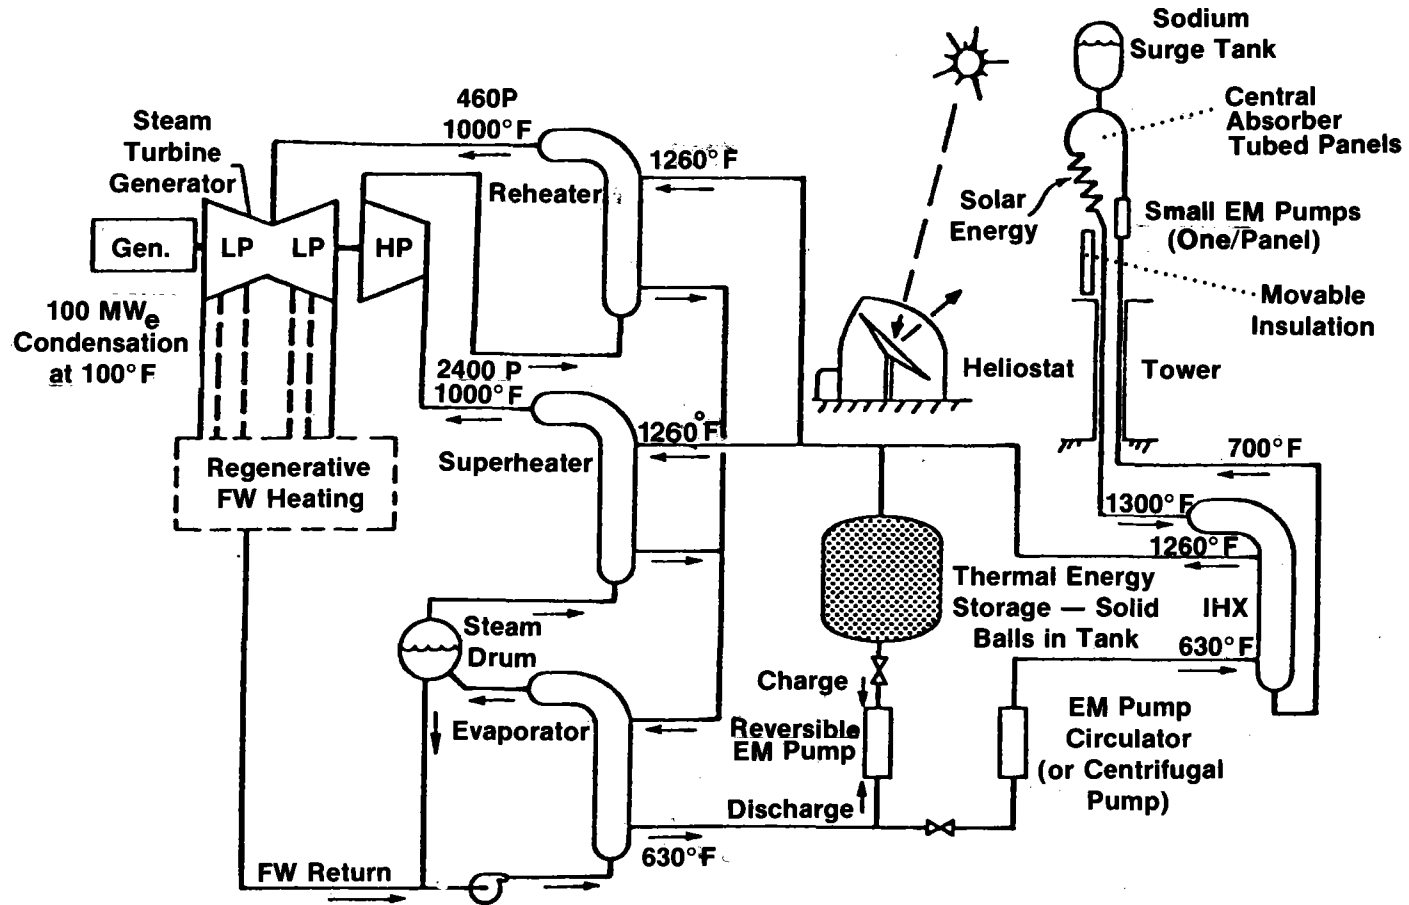 Sodium
Surge Tank
Central
Absorber
Tubed Panels
Solar
Energy
Small EM Pumps
(One/Panel)
Movable
Insulation
Heliostat
Tower
460P
1000°F
Steam
Turbine
Generator
Reheater
1260°F
Gen.
LP
LP
HP
100 MWe
Condensation
at 100°F
2400 P
1000°F
Superheater
1260°F
Regenerative
FW Heating
700°F
1300°F
1260°F
Thermal Energy
Storage — Solid
Balls in Tank
IHX
630°F
Steam
Drum
Evaporator
Charge
Reversible
EM Pump
Discharge
EM Pump
Circulator
(or Centrifugal
Pump)
630°F
FW Return